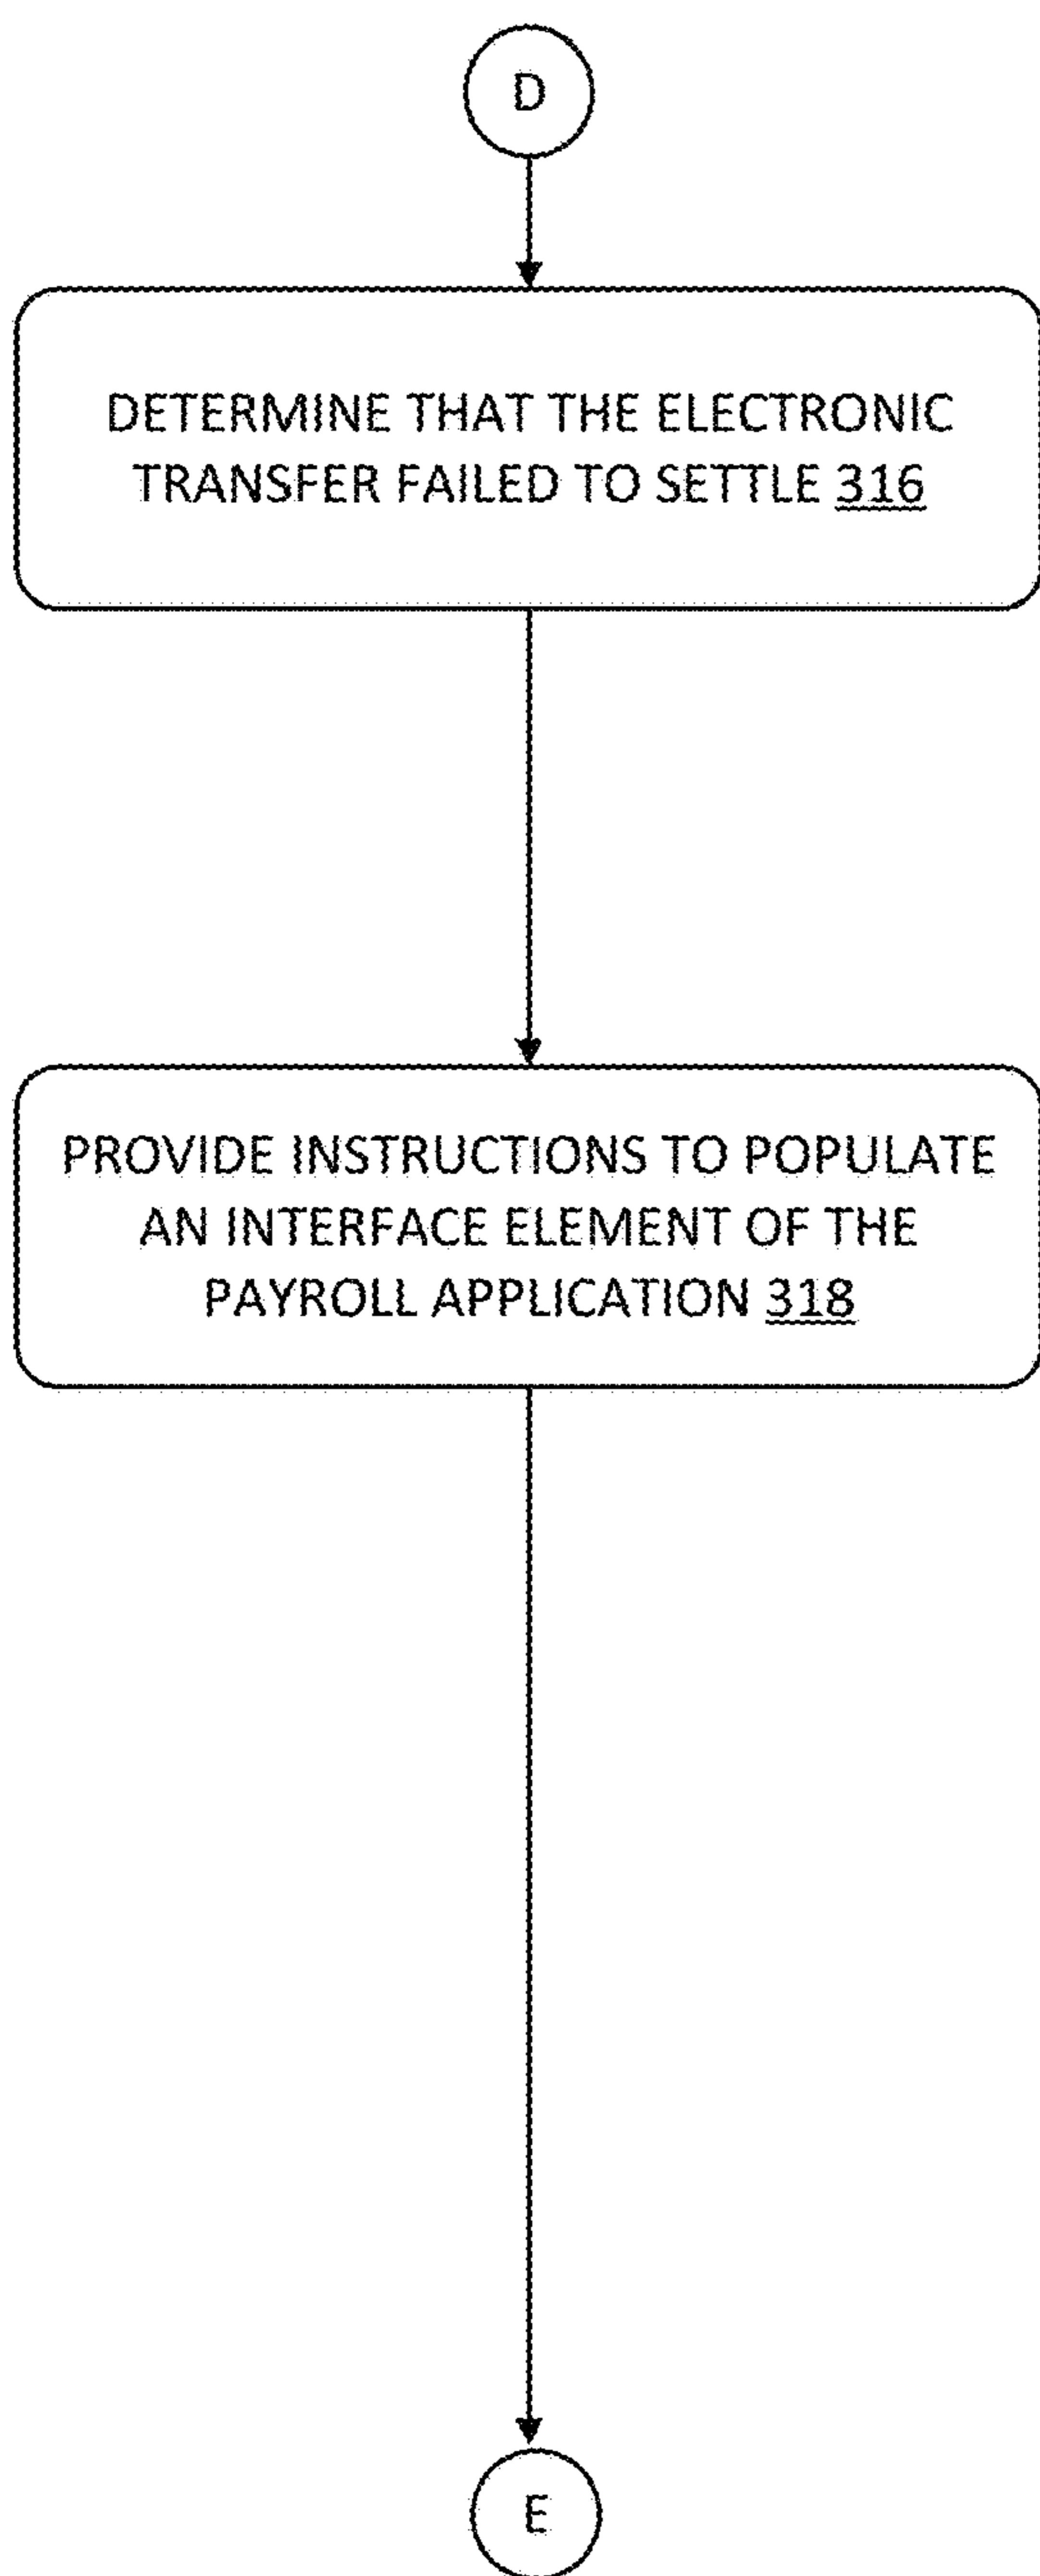 D
DETERMINE THAT THE ELECTRONIC
TRANSFER FAILED TO SETTLE 316
PROVIDE INSTRUCTIONS TO POPULATE
AN INTERFACE ELEMENT OF THE
PAYROLL APPLICATION 318
E